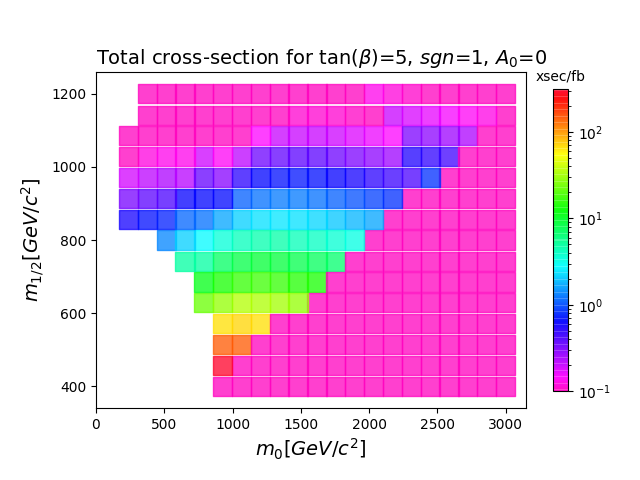 Total cross-section for tan(β)=5, sgn=1, A₀=0
xsec/fb
1200
1000
800
600
400
m₁/₂[GeV/c²]
10²
10¹
10⁰
10⁻¹
0 500 1000 1500 2000 2500 3000
m₀[GeV/c²]